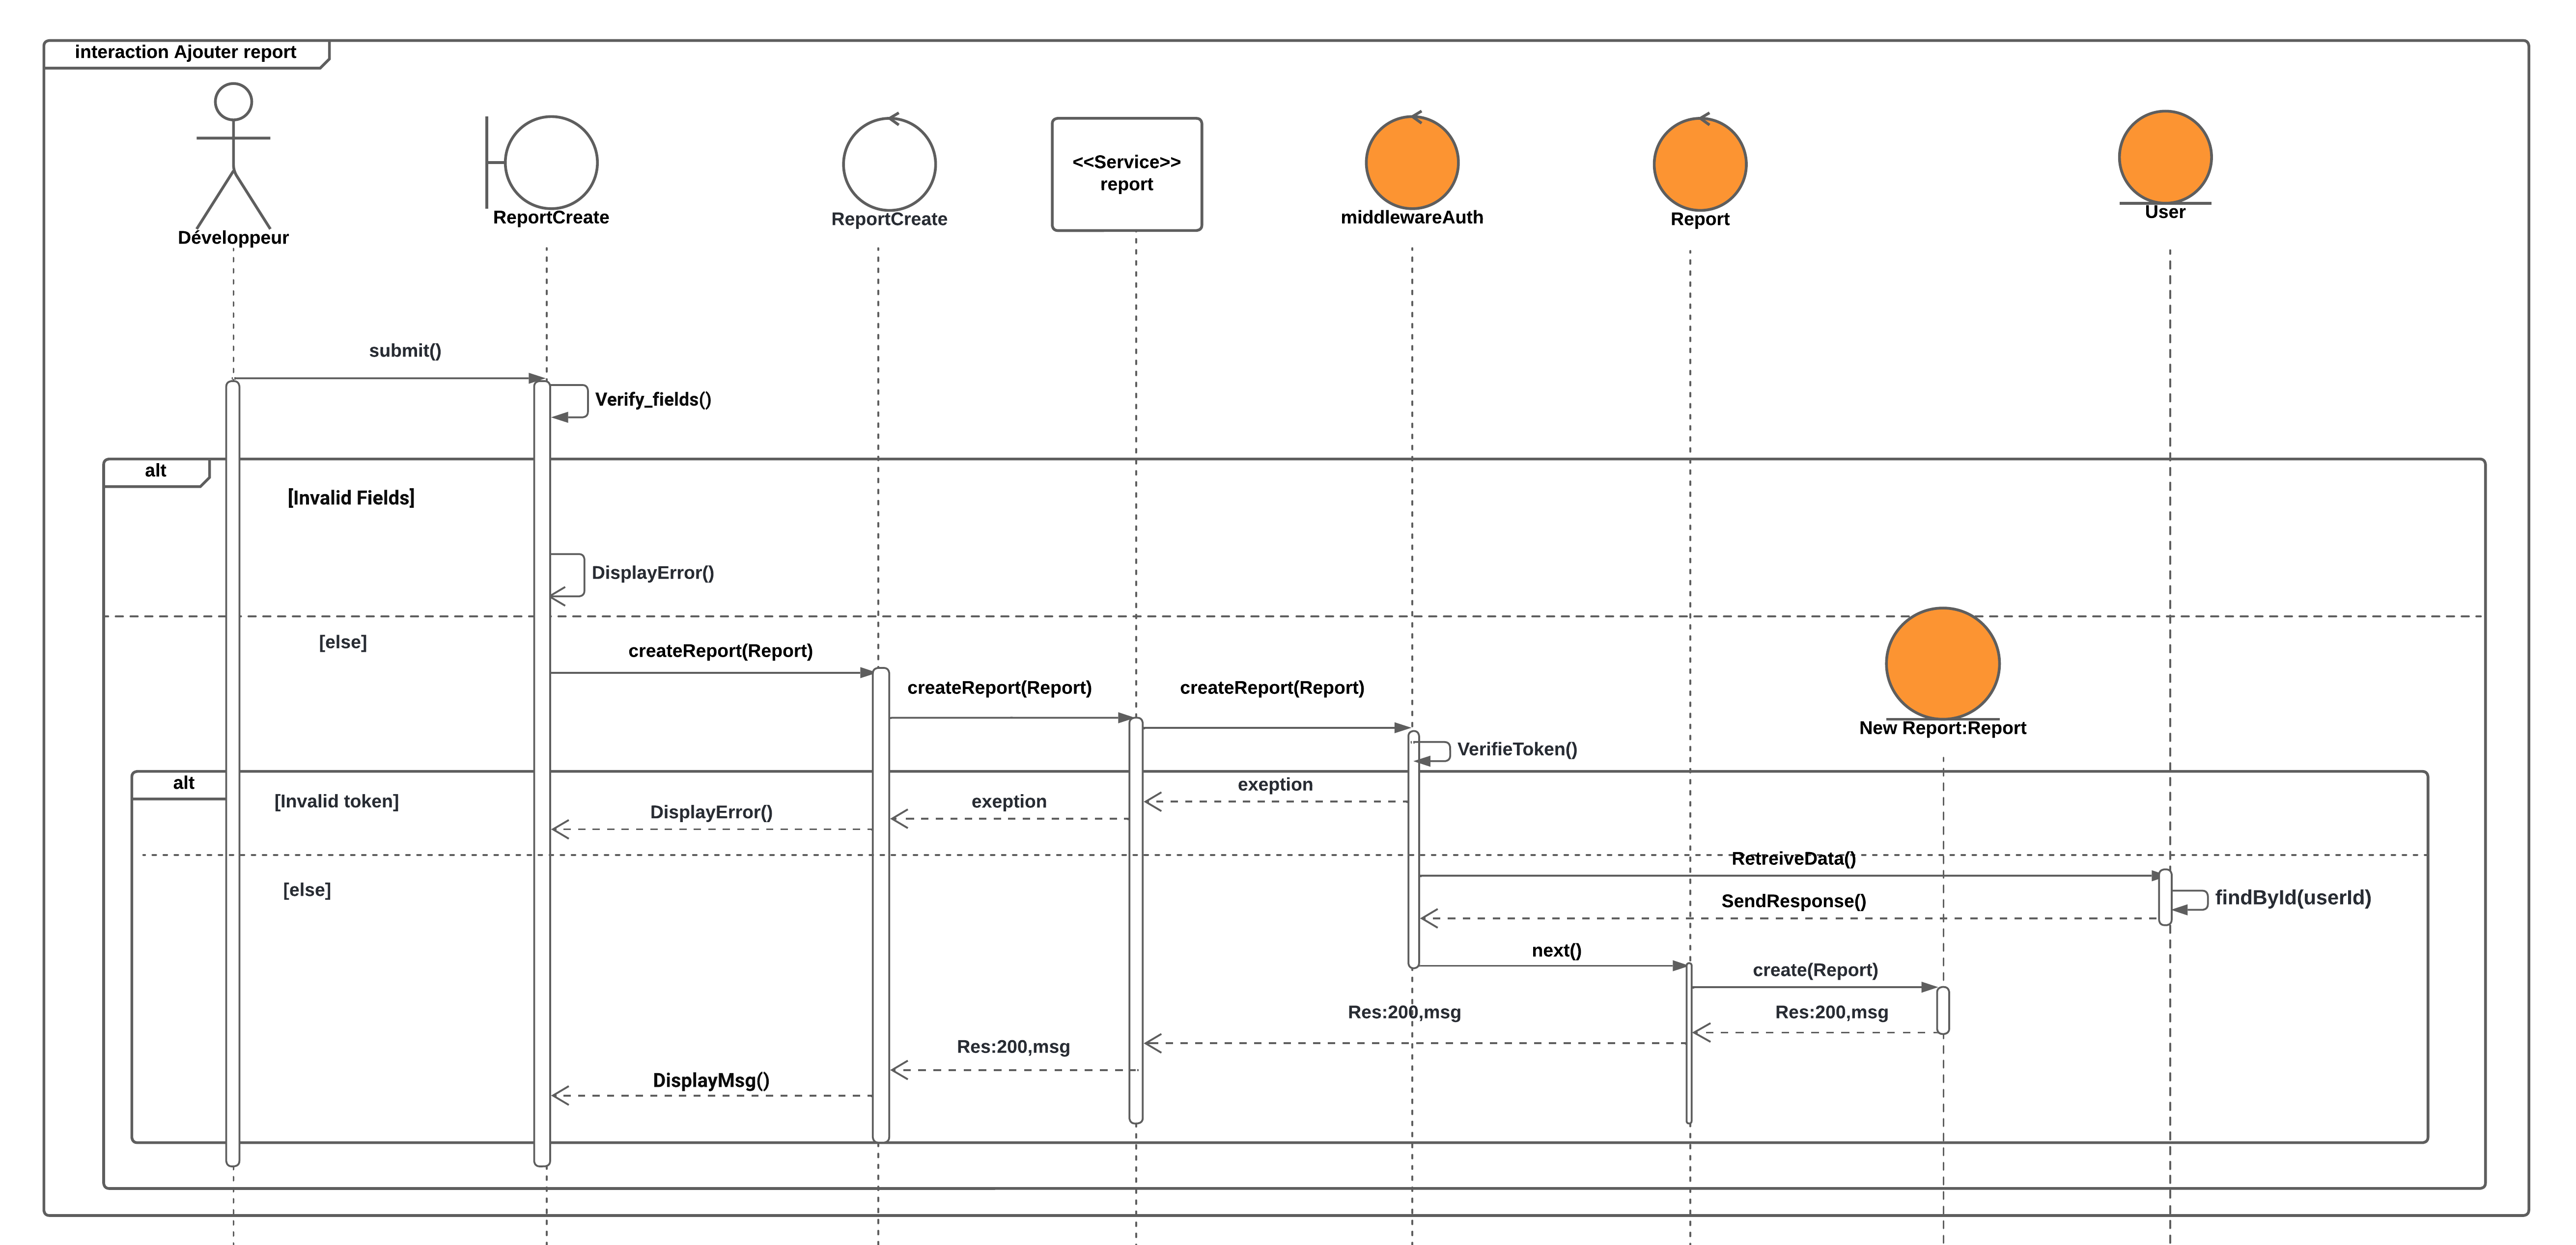 interaction Ajouter report
Développeur
ReportCreate
ReportCreate
<<Service>>
report
middlewareAuth
Report
User
submit()
Verify_fields()
alt
[Invalid Fields]
DisplayError()
[else]
createReport(Report)
createReport(Report)
createReport(Report)
New Report:Report
VerifieToken()
alt
[Invalid token]
exeption
exeption
DisplayError()
RetreiveData()
[else]
findById(userId)
SendResponse()
next()
create(Report)
Res:200,msg
Res:200,msg
Res:200,msg
DisplayMsg()